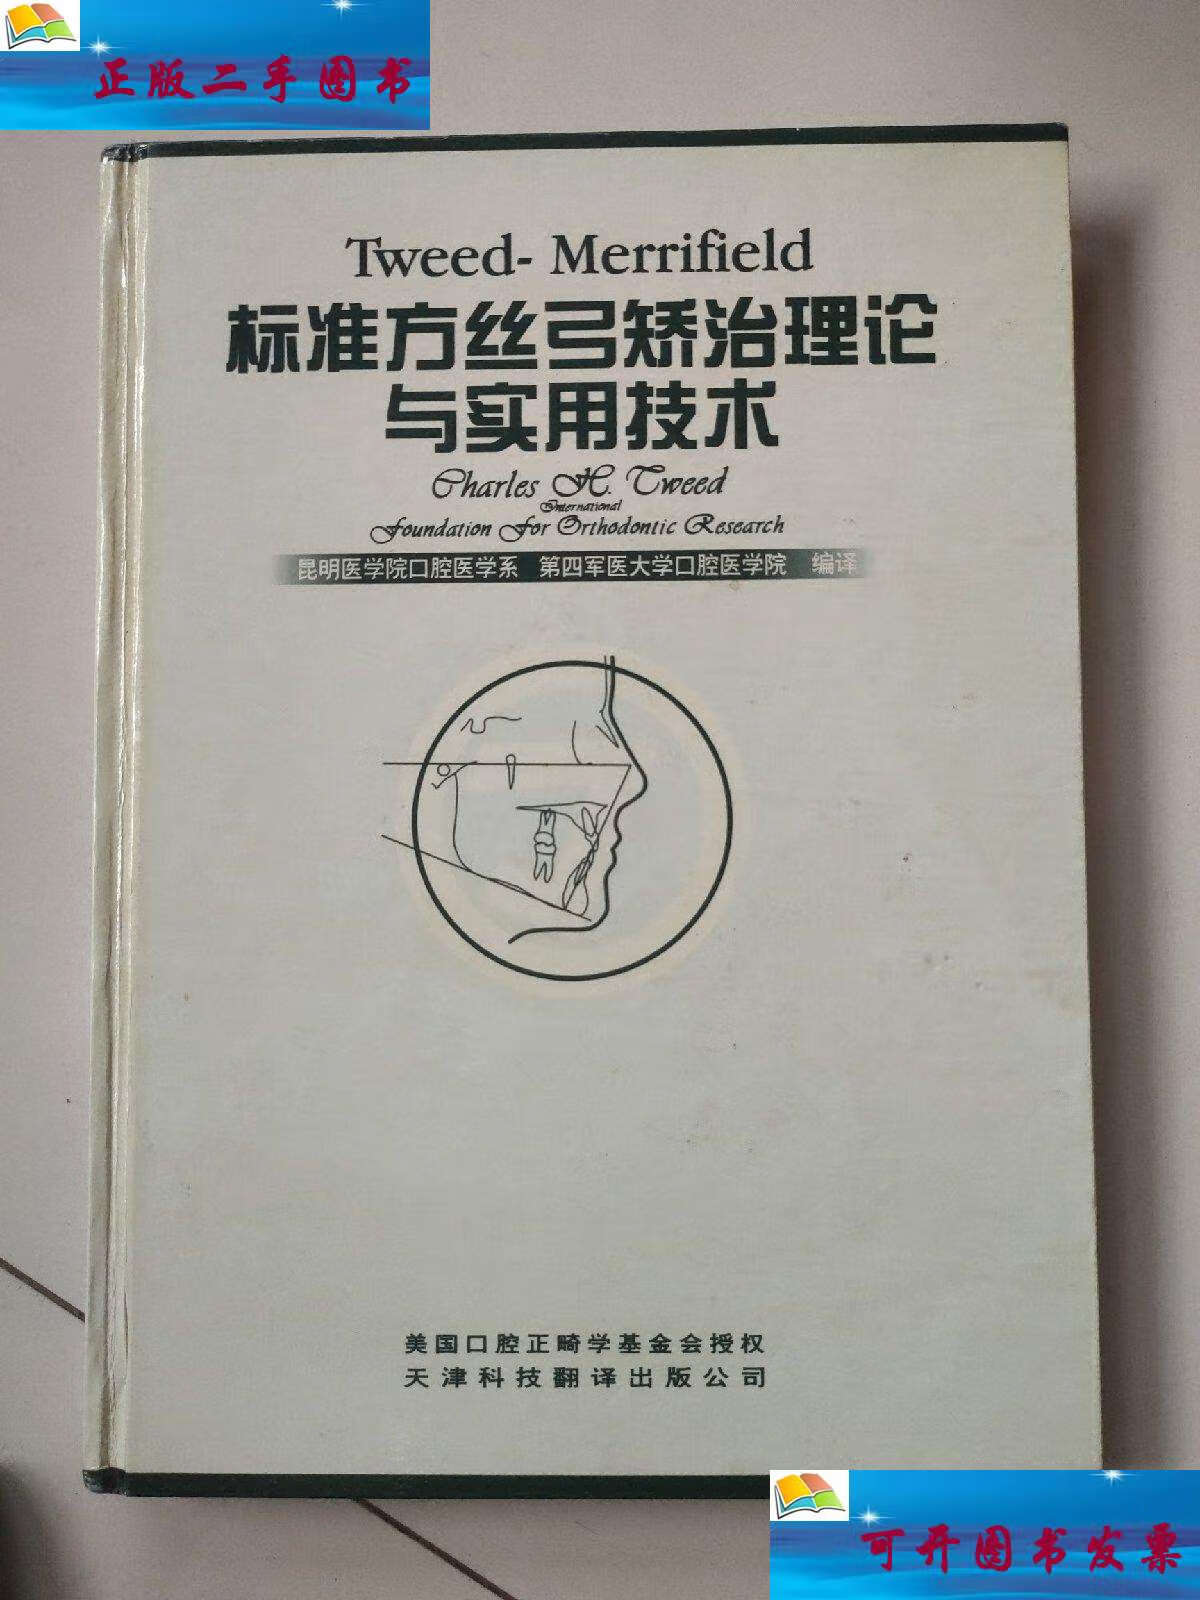 正版二手图书
Tweed- Merrifield
标准方丝弓矫治理论
与实用技术
Charles H. Tweed
International
Foundation For Orthodontic Research
昆明医学院口腔医学系 第四军医大学口腔医学院 编译
美国口腔正畸学基金会授权
天津科技翻译出版公司
可开图书发票